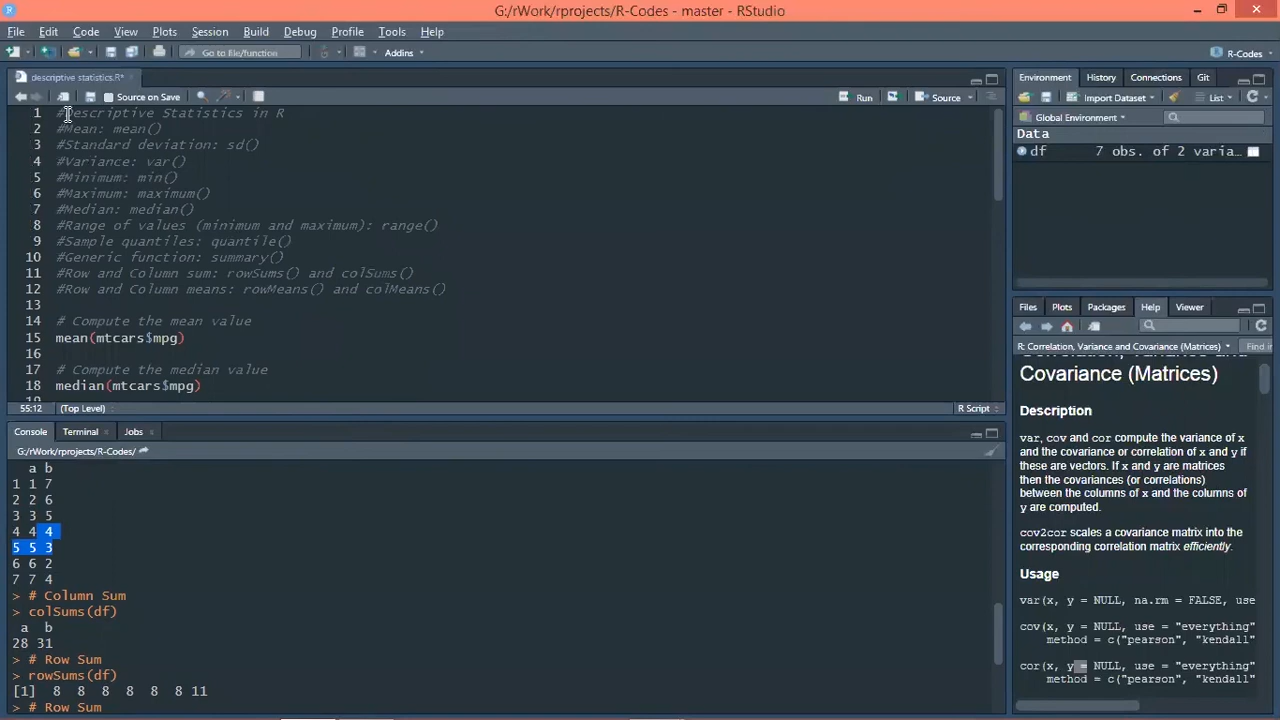 G:/rWork/rprojects/R-Codes - master - RStudio
File Edit Code View Plots Session Build Debug Profile Tools Help
Go to file/function Addins R-Codes
descriptive statistics.R*
Source on Save Run Source
1 #Descriptive Statistics in R
2 #Mean: mean()
3 #Standard deviation: sd()
4 #Variance: var()
5 #Minimum: min()
6 #Maximum: maximum()
7 #Median: median()
8 #Range of values (minimum and maximum): range()
9 #Sample quantiles: quantile()
10 #Generic function: summary()
11 #Row and Column sum: rowSums() and colSums()
12 #Row and Column means: rowMeans() and colMeans()
13
14 # Compute the mean value
15 mean(mtcars$mpg)
16
17 # Compute the median value
18 median(mtcars$mpg)
55:12 (Top Level) R Script
Console Terminal Jobs
G:/rWork/rprojects/R-Codes/
a b
1 1 7
2 2 6
3 3 5
4 4 4
5 5 3
6 6 2
7 7 4
> # Column Sum
> colSums(df)
a b
28 31
> # Row Sum
> rowSums(df)
[1] 8 8 8 8 8 8 11
> # Row Sum
Environment History Connections Git
Import Dataset List
Global Environment
Data
df 7 obs. of 2 varia…
Files Plots Packages Help Viewer
R: Correlation, Variance and Covariance (Matrices) Find in
Correlation, Variance and
Covariance (Matrices)
Description
var, cov and cor compute the variance of x
and the covariance or correlation of x and y if
these are vectors. If x and y are matrices
then the covariances (or correlations)
between the columns of x and the columns of
y are computed.
cov2cor scales a covariance matrix into the
corresponding correlation matrix efficiently.
Usage
var(x, y = NULL, na.rm = FALSE, use
cov(x, y = NULL, use = "everything"
method = c("pearson", "kendall"
cor(x, y = NULL, use = "everything"
method = c("pearson", "kendall"